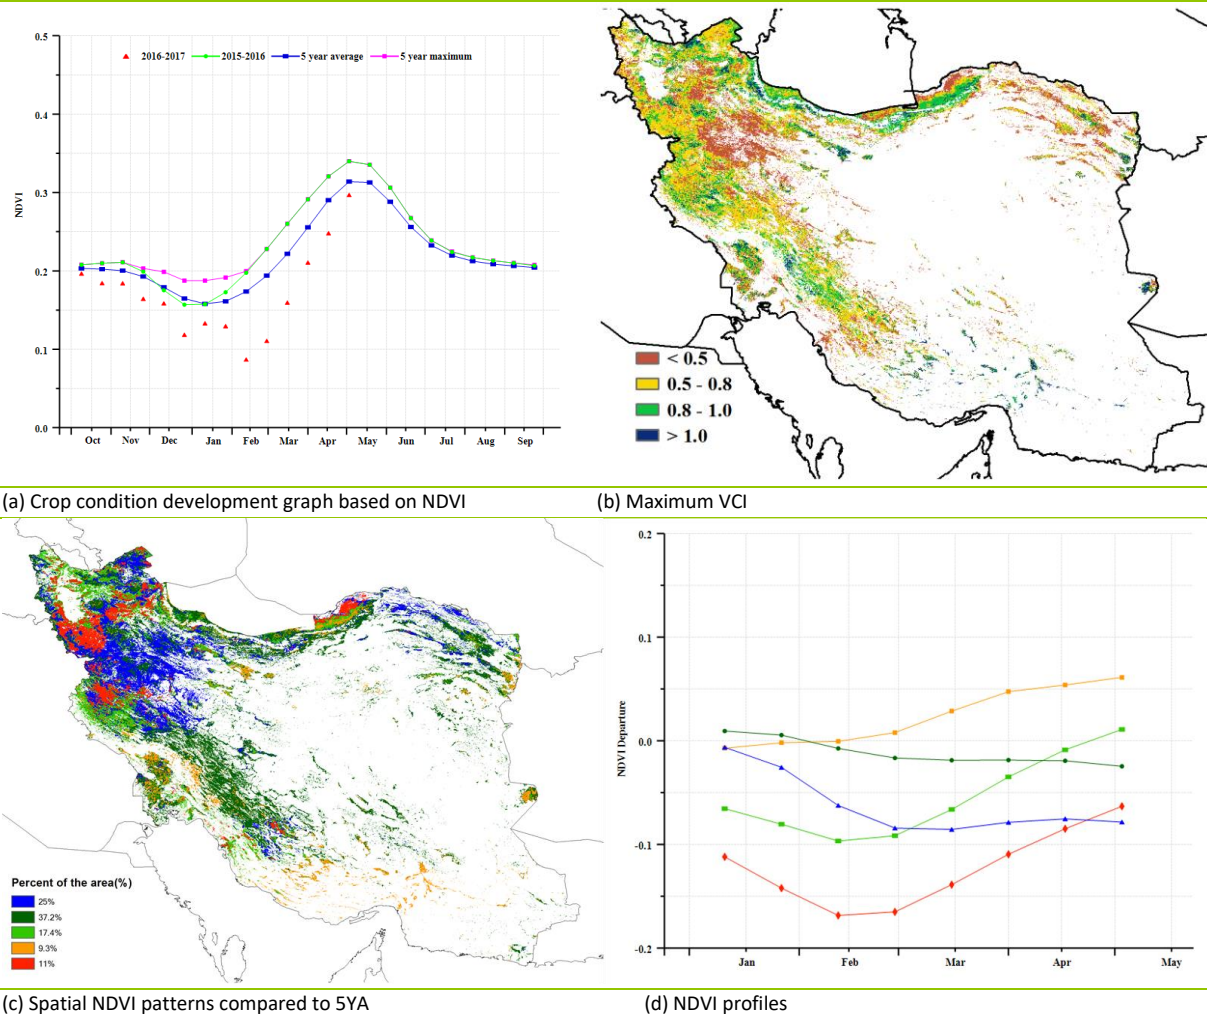 0.5
0.4
0.3
0.2
0.1
0.0
NDVI
2016-2017 2015-2016 5 year average 5 year maximum
Oct Nov Dec Jan Feb Mar Apr May Jun Jul Aug Sep
< 0.5
0.5 - 0.8
0.8 - 1.0
> 1.0
(a) Crop condition development graph based on NDVI
(b) Maximum VCI
Percent of the area(%)
25%
37.2%
17.4%
9.3%
11%
0.2
0.1
0.0
-0.1
-0.2
NDVI Departure
Jan Feb Mar Apr May
(c) Spatial NDVI patterns compared to 5YA
(d) NDVI profiles